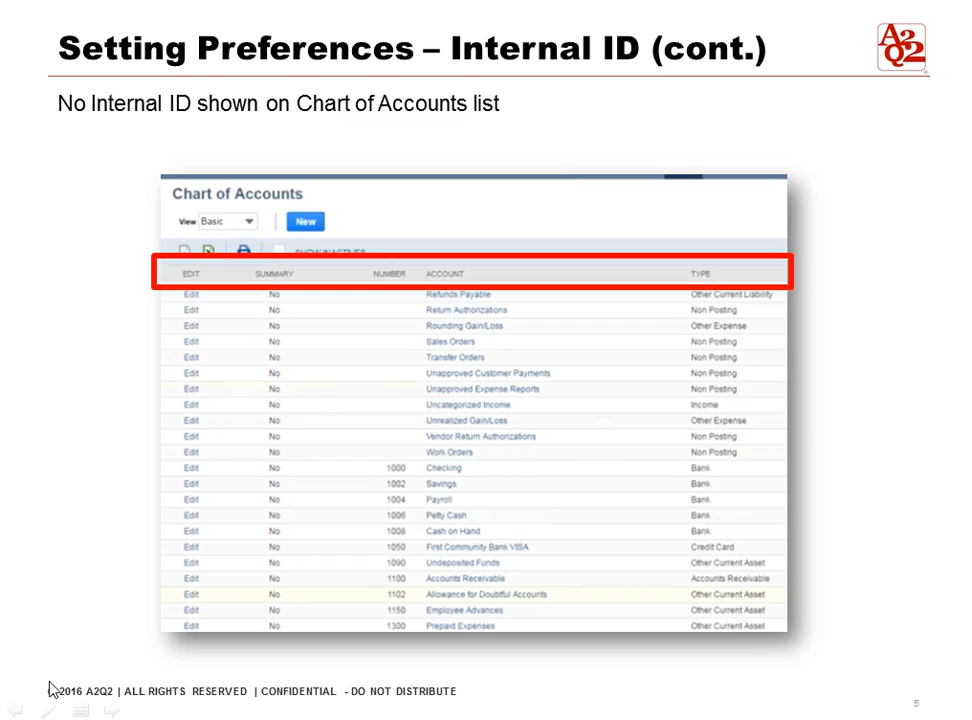 Setting Preferences – Internal ID (cont.)
A2Q2
No Internal ID shown on Chart of Accounts list
Chart of Accounts
View Basic New
SHOW INACTIVES
EDIT SUMMARY NUMBER ACCOUNT TYPE
Edit No Refunds Payable Other Current Liability
Edit No Return Authorizations Non Posting
Edit No Rounding Gain/Loss Other Expense
Edit No Sales Orders Non Posting
Edit No Transfer Orders Non Posting
Edit No Unapproved Customer Payments Non Posting
Edit No Unapproved Expense Reports Non Posting
Edit No Uncategorized Income Income
Edit No Unrealized Gain/Loss Other Expense
Edit No Vendor Return Authorizations Non Posting
Edit No Work Orders Non Posting
Edit No 1000 Checking Bank
Edit No 1002 Savings Bank
Edit No 1004 Payroll Bank
Edit No 1006 Petty Cash Bank
Edit No 1008 Cash on Hand Bank
Edit No 1050 First Community Bank VISA Credit Card
Edit No 1090 Undeposited Funds Other Current Asset
Edit No 1100 Accounts Receivable Accounts Receivable
Edit No 1102 Allowance for Doubtful Accounts Other Current Asset
Edit No 1150 Employee Advances Other Current Asset
Edit No 1300 Prepaid Expenses Other Current Asset
2016 A2Q2 | ALL RIGHTS RESERVED | CONFIDENTIAL - DO NOT DISTRIBUTE
5